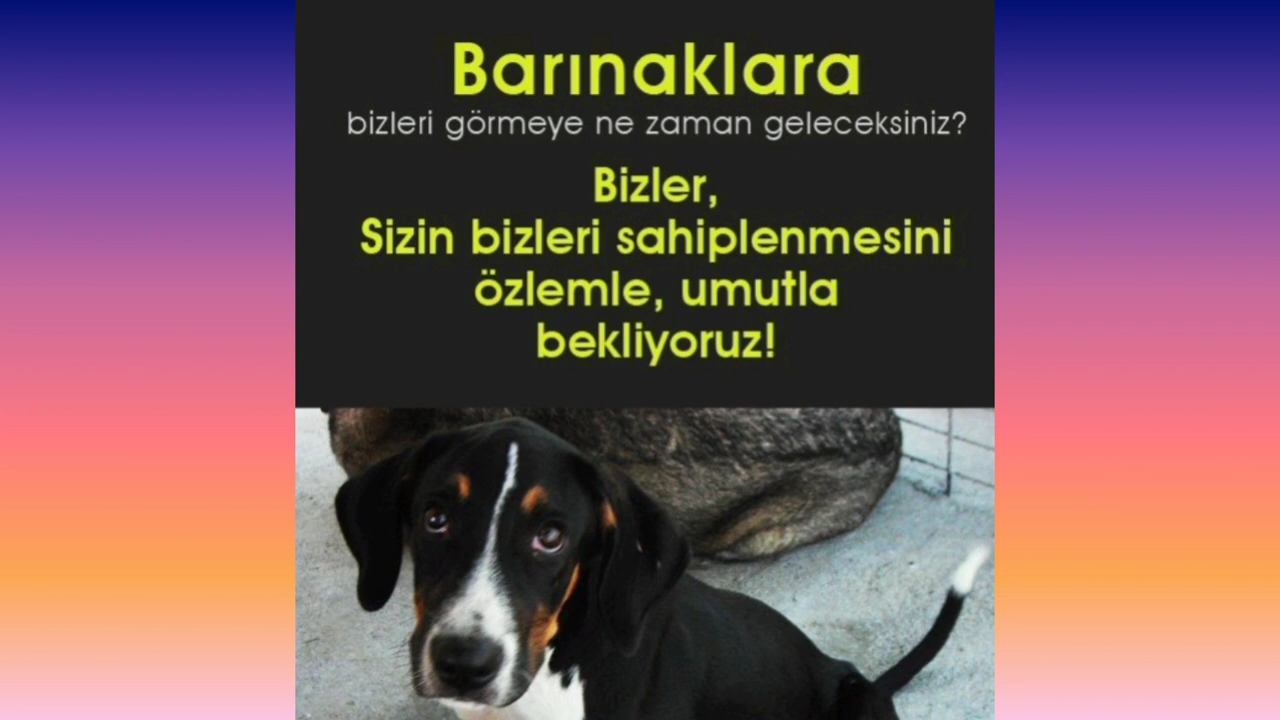 Barınaklara
bizleri görmeye ne zaman geleceksiniz?
Bizler,
Sizin bizleri sahiplenmesini
özlemle, umutla
bekliyoruz!